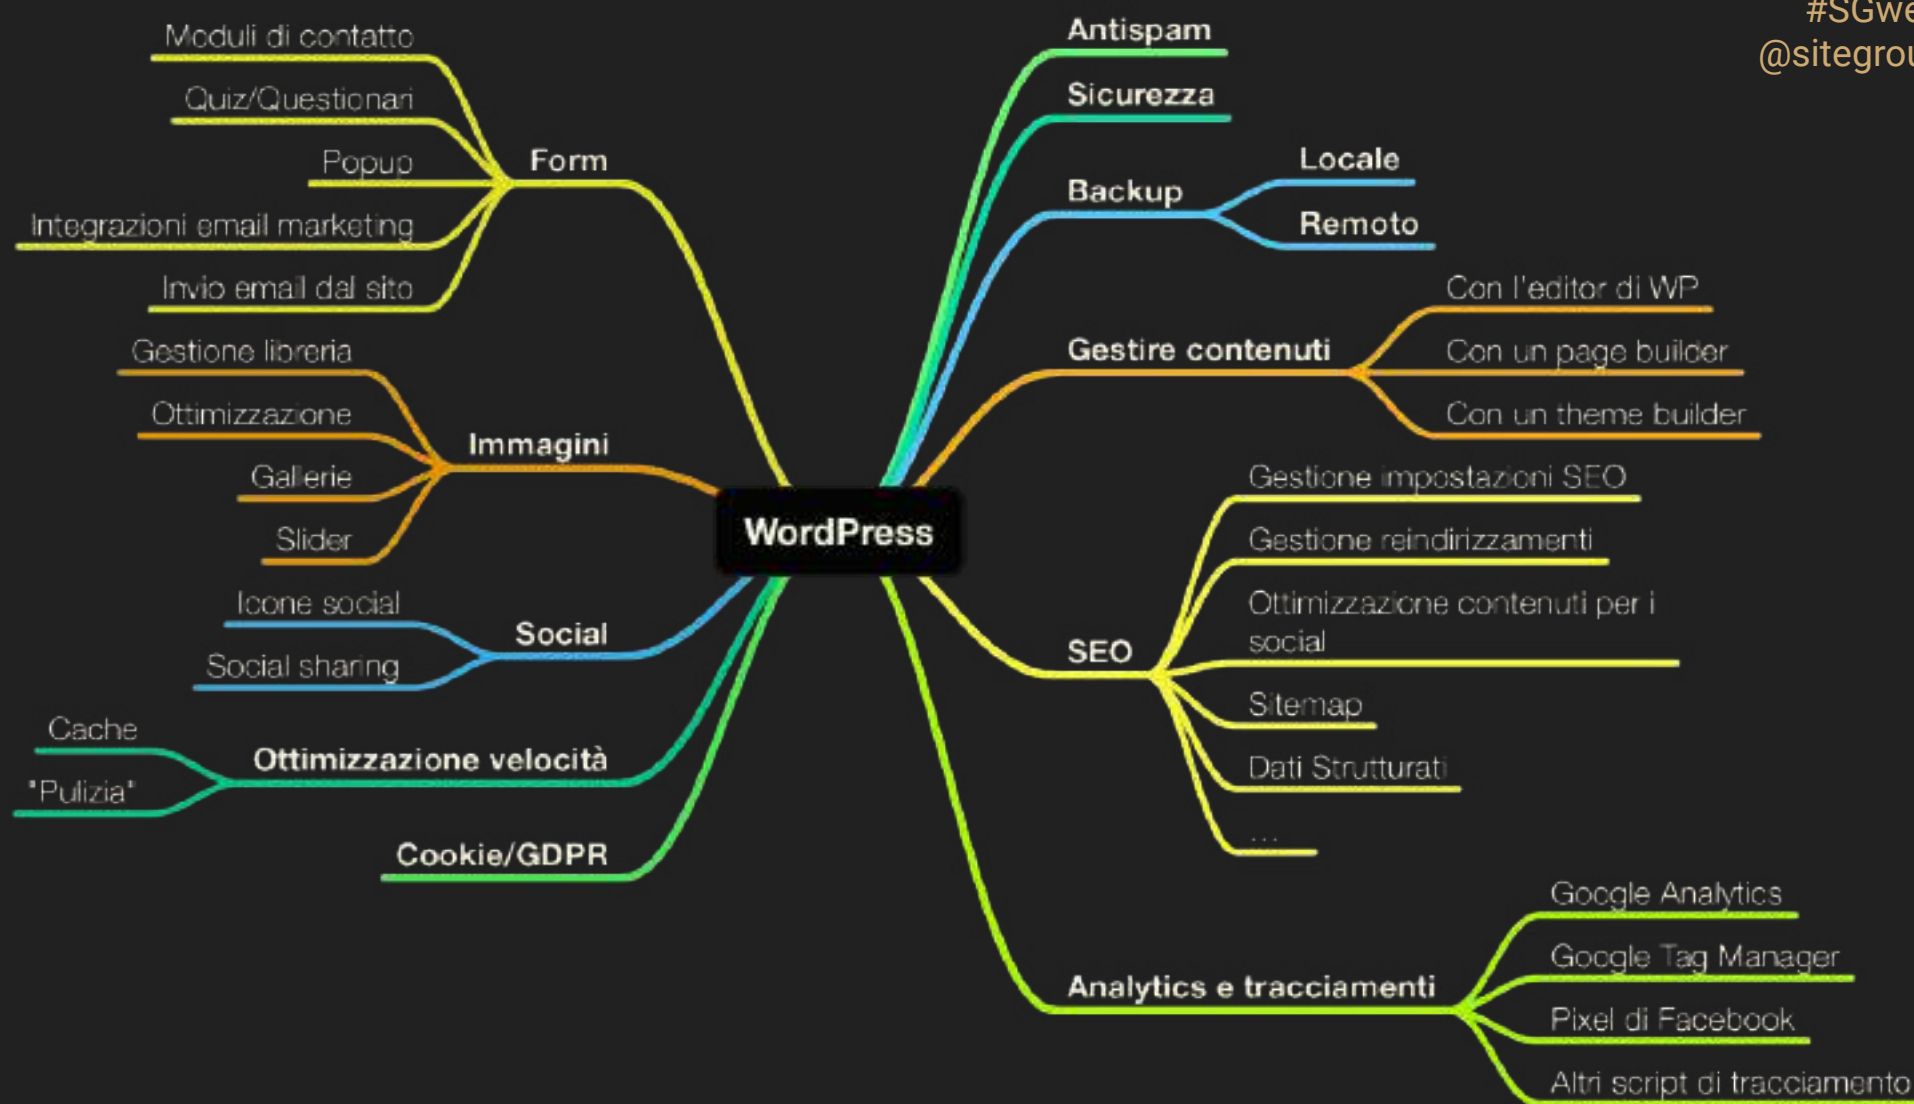 #SGwe
@sitegrou
Moduli di contatto
Quiz/Questionari
Popup
Integrazioni email marketing
Invio email dal sito
Form
Gestione libreria
Ottimizzazione
Gallerie
Slider
Immagini
Icone social
Social sharing
Social
Cache
"Pulizia"
Ottimizzazione velocità
Cookie/GDPR
WordPress
Antispam
Sicurezza
Backup
Locale
Remoto
Gestire contenuti
Con l'editor di WP
Con un page builder
Con un theme builder
SEO
Gestione impostazioni SEO
Gestione reindirizzamenti
Ottimizzazione contenuti per i
social
Sitemap
Dati Strutturati
...
Analytics e tracciamenti
Google Analytics
Google Tag Manager
Pixel di Facebook
Altri script di tracciamento